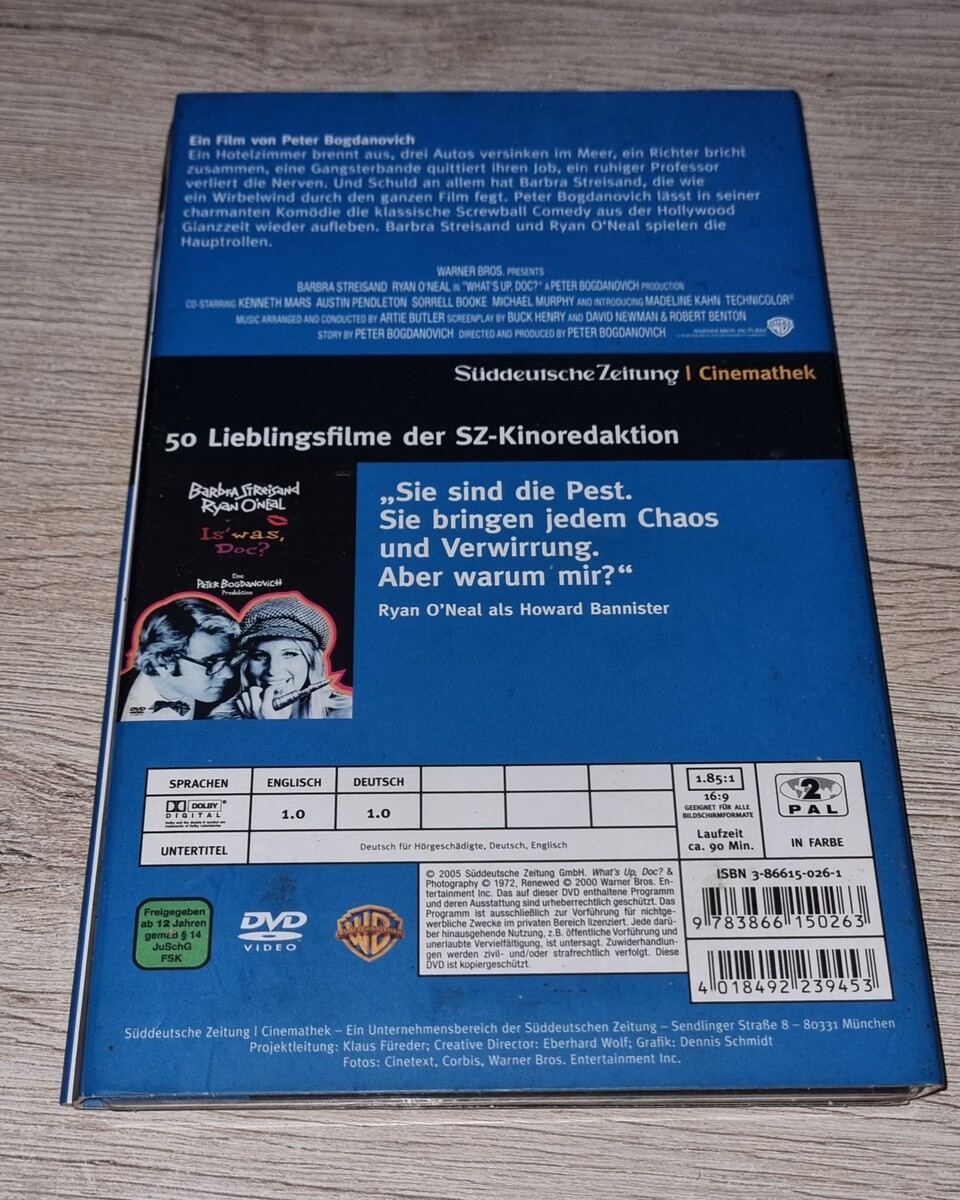 Ein Film von Peter Bogdanovich
Ein Hotelzimmer brennt aus, drei Autos versinken im Meer, ein Richter bricht
zusammen, eine Gangsterbande quittiert ihren Job, ein ruhiger Professor
verliert die Nerven. Und Schuld an allem hat Barbra Streisand, die wie
ein Wirbelwind durch den ganzen Film fegt. Peter Bogdanovich lässt in seiner
charmanten Komödie die klassische Screwball Comedy aus der Hollywood
Glanzzeit wieder aufleben. Barbra Streisand und Ryan O'Neal spielen die
Hauptrollen.
WARNER BROS. PRESENTS
BARBRA STREISAND RYAN O'NEAL IN "WHAT'S UP, DOC?" A PETER BOGDANOVICH PRODUCTION
CO-STARRING KENNETH MARS AUSTIN PENDLETON SORRELL BOOKE MICHAEL MURPHY AND INTRODUCING MADELINE KAHN TECHNICOLOR®
MUSIC ARRANGED AND CONDUCTED BY ARTIE BUTLER SCREENPLAY BY BUCK HENRY AND DAVID NEWMAN & ROBERT BENTON
STORY BY PETER BOGDANOVICH DIRECTED AND PRODUCED BY PETER BOGDANOVICH
Süddeutsche Zeitung | Cinemathek
50 Lieblingsfilme der SZ-Kinoredaktion
Barbra Streisand
Ryan O'Neal
Is' was,
Doc?
Eine
Peter Bogdanovich
Produktion
DVD
„Sie sind die Pest.
Sie bringen jedem Chaos
und Verwirrung.
Aber warum mir?“
Ryan O'Neal als Howard Bannister
SPRACHEN ENGLISCH DEUTSCH
DOLBY DIGITAL 1.0 1.0
UNTERTITEL Deutsch für Hörgeschädigte, Deutsch, Englisch
1.85:1
16:9
GEEIGNET FÜR ALLE
BILDSCHIRMFORMATE
Laufzeit
ca. 90 Min.
2
PAL
IN FARBE
Freigegeben
ab 12 Jahren
gemäß § 14
JuSchG
FSK
DVD
VIDEO
WB
© 2005 Süddeutsche Zeitung GmbH. What's Up, Doc? &
Photography © 1972, Renewed © 2000 Warner Bros. En-
tertainment Inc. Das auf dieser DVD enthaltene Programm
und deren Ausstattung sind urheberrechtlich geschützt. Das
Programm ist ausschließlich zur Vorführung für nichtge-
werbliche Zwecke im privaten Bereich lizenziert. Jede darü-
ber hinausgehende Nutzung, z.B. öffentliche Vorführung und
unerlaubte Vervielfältigung, ist untersagt. Zuwiderhandlun-
gen werden zivil- und/oder strafrechtlich verfolgt. Diese
DVD ist kopiergeschützt.
ISBN 3-86615-026-1
9 783866 150263
4 018492 239453
Süddeutsche Zeitung | Cinemathek – Ein Unternehmensbereich der Süddeutschen Zeitung – Sendlinger Straße 8 – 80331 München
Projektleitung: Klaus Füreder; Creative Director: Eberhard Wolf; Grafik: Dennis Schmidt
Fotos: Cinetext, Corbis, Warner Bros. Entertainment Inc.